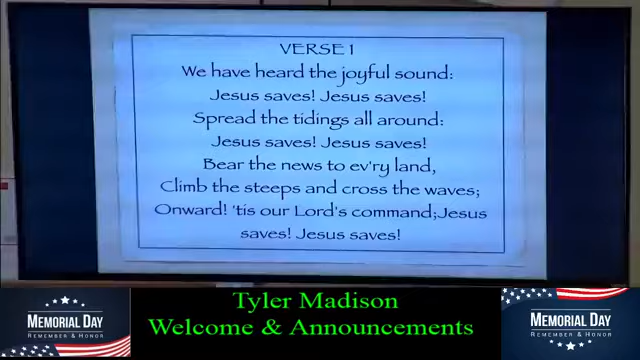 VERSE 1
We have heard the joyful sound:
Jesus saves! Jesus saves!
Spread the tidings all around:
Jesus saves! Jesus saves!
Bear the news to ev'ry land,
Climb the steeps and cross the waves;
Onward! 'tis our Lord's command;Jesus
saves! Jesus saves!
Tyler Madison
Welcome & Announcements
MEMORIAL DAY
REMEMBER & HONOR
MEMORIAL DAY
REMEMBER & HONOR